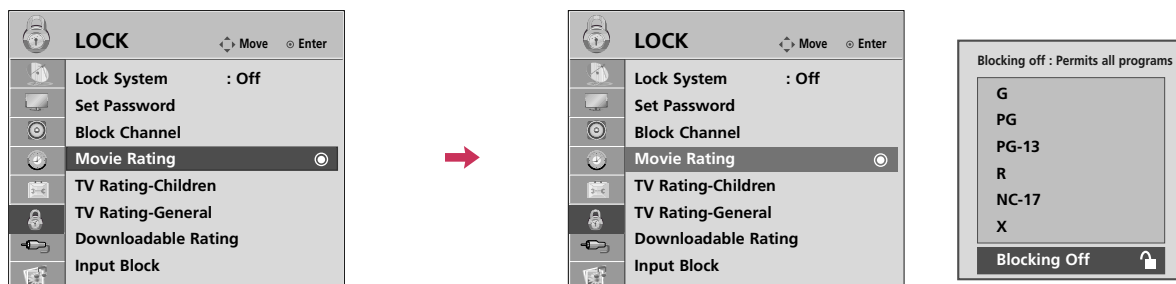 LOCK Move Enter
Lock System : Off
Set Password
Block Channel
Movie Rating
TV Rating-Children
TV Rating-General
Downloadable Rating
Input Block
LOCK Move Enter
Lock System : Off
Set Password
Block Channel
Movie Rating
TV Rating-Children
TV Rating-General
Downloadable Rating
Input Block
Blocking off : Permits all programs
G
PG
PG-13
R
NC-17
X
Blocking Off